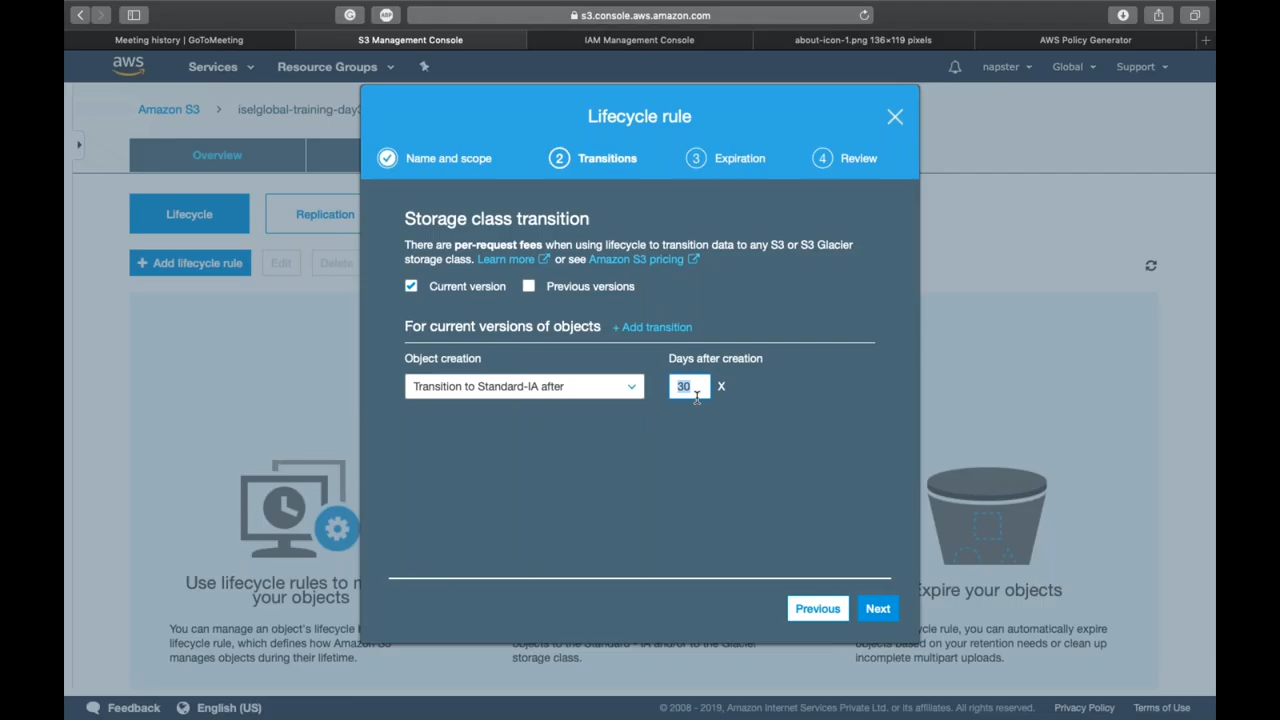 s3.console.aws.amazon.com
Meeting history | GoToMeeting
S3 Management Console
IAM Management Console
about-icon-1.png 136×119 pixels
AWS Policy Generator
aws
Services
Resource Groups
napster
Global
Support
Amazon S3 > iselglobal-training-day
Overview
Lifecycle
Replication
+ Add lifecycle rule
Edit
Delete
Lifecycle rule
Name and scope
2 Transitions
3 Expiration
4 Review
Storage class transition
There are per-request fees when using lifecycle to transition data to any S3 or S3 Glacier
storage class. Learn more or see Amazon S3 pricing
Current version
Previous versions
For current versions of objects + Add transition
Object creation
Days after creation
Transition to Standard-IA after
30 X
Previous
Next
Use lifecycle rules to
your objects
You can manage an object's lifecycle
lifecycle rule, which defines how Amazon S3
manages objects during their lifetime.
objects to the Standard - IA and/or to the Glacier
storage class.
Expire your objects
cycle rule, you can automatically expire
objects based on your retention needs or clean up
incomplete multipart uploads.
Feedback
English (US)
© 2008 - 2019, Amazon Internet Services Private Ltd. or its affiliates. All rights reserved.
Privacy Policy
Terms of Use